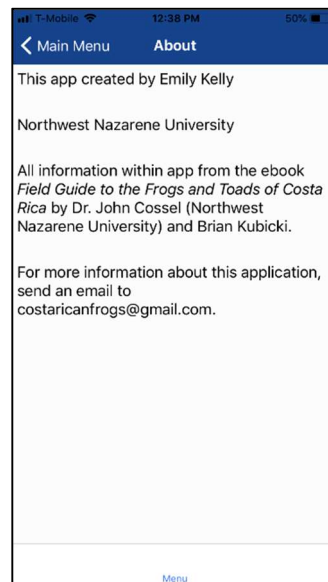 T-Mobile 12:38 PM 50%
Main Menu About
This app created by Emily Kelly
Northwest Nazarene University
All information within app from the ebook
Field Guide to the Frogs and Toads of Costa
Rica by Dr. John Cossel (Northwest
Nazarene University) and Brian Kubicki.
For more information about this application,
send an email to
costaricanfrogs@gmail.com.
Menu